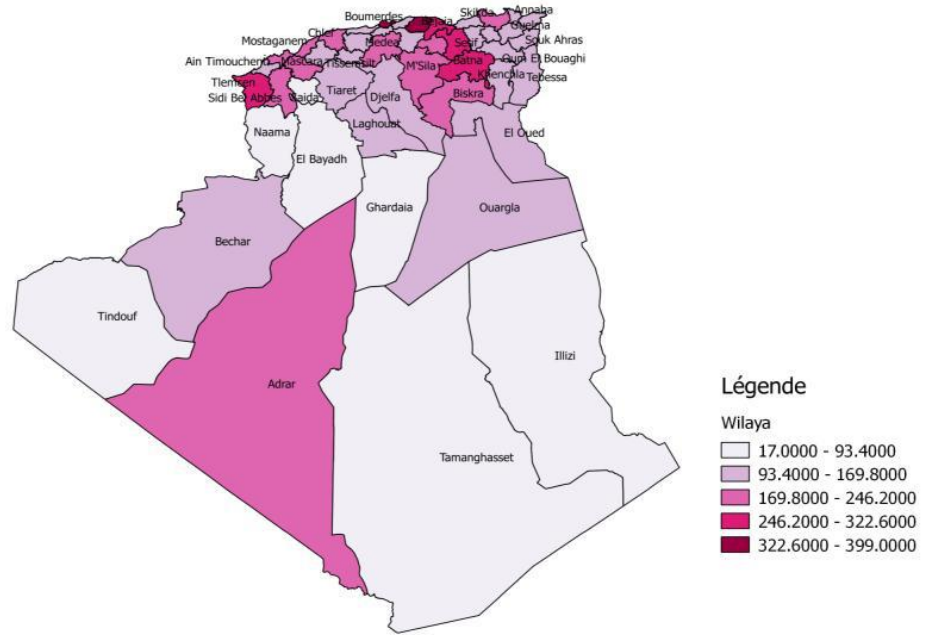 Skikda
Annaba
Boumerdes
Bejaia
Guelma
Chlef
Mostaganem
Medea
Setif
Souk Ahras
Ain Timouchent
Mascara
Tissemsilt
M'Sila
Batna
Oum El Bouaghi
Khenchla
Tebessa
Tlemcen
Sidi Bel Abbes
Saida
Tiaret
Djelfa
Biskra
Laghouat
Naama
El Oued
El Bayadh
Ghardaia
Ouargla
Bechar
Tindouf
Adrar
Illizi
Tamanghasset
Légende
Wilaya
17.0000 - 93.4000
93.4000 - 169.8000
169.8000 - 246.2000
246.2000 - 322.6000
322.6000 - 399.0000